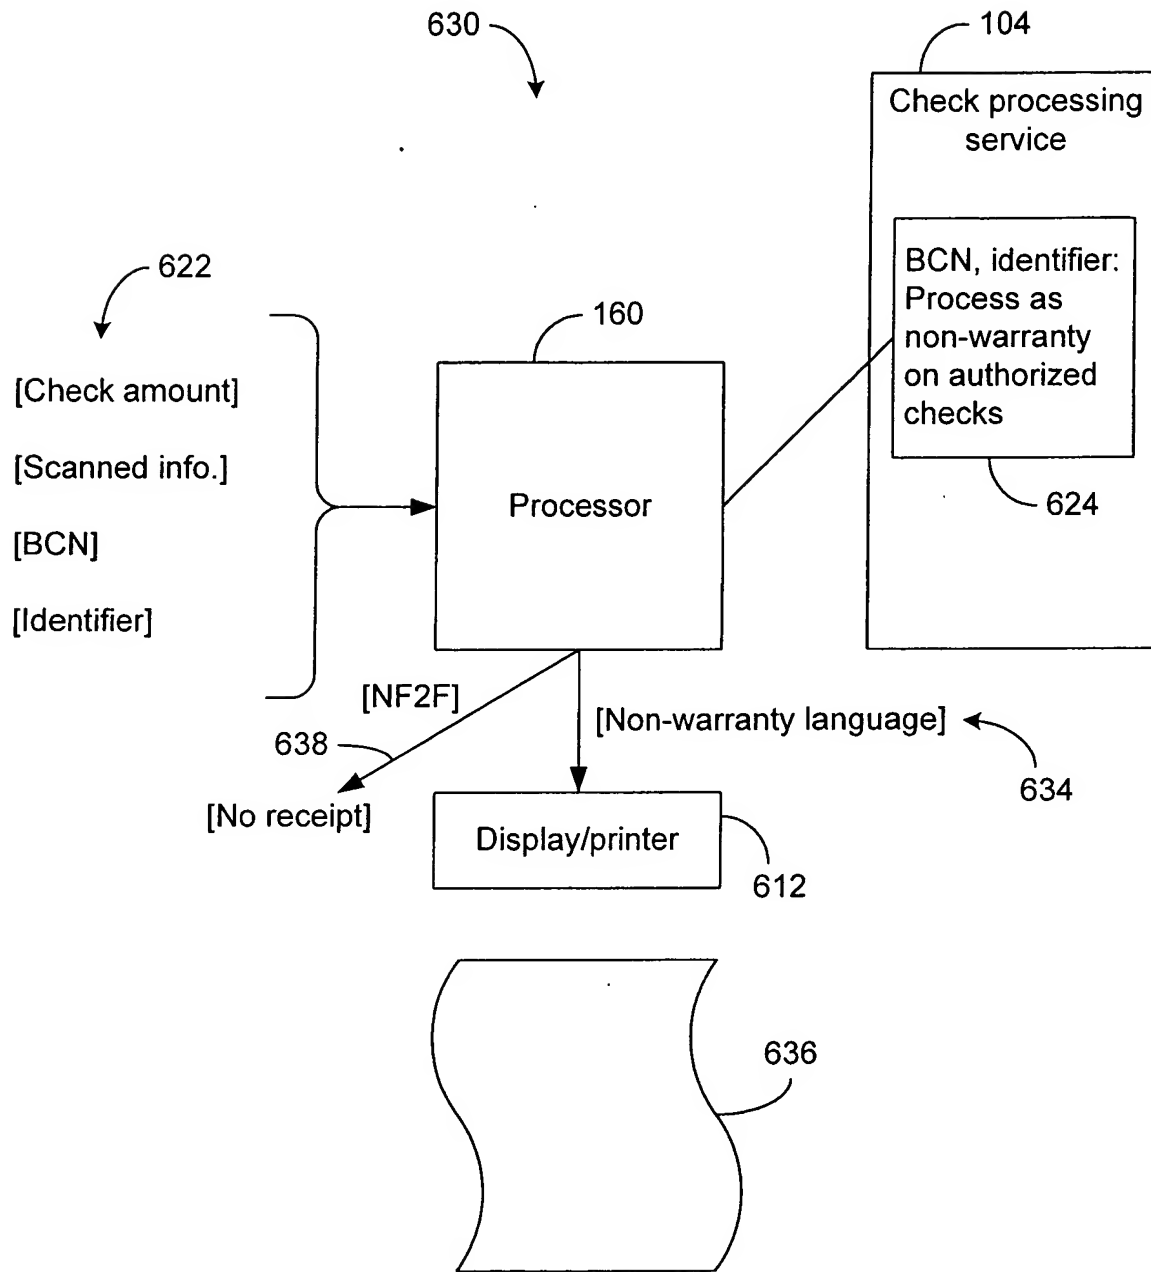 630
104
Check processing
service
622
BCN, identifier:
Process as
non-warranty
on authorized
checks
160
[Check amount]
[Scanned info.]
Processor
624
[BCN]
[Identifier]
[NF2F]
[Non-warranty language]
638
634
[No receipt]
Display/printer
612
636